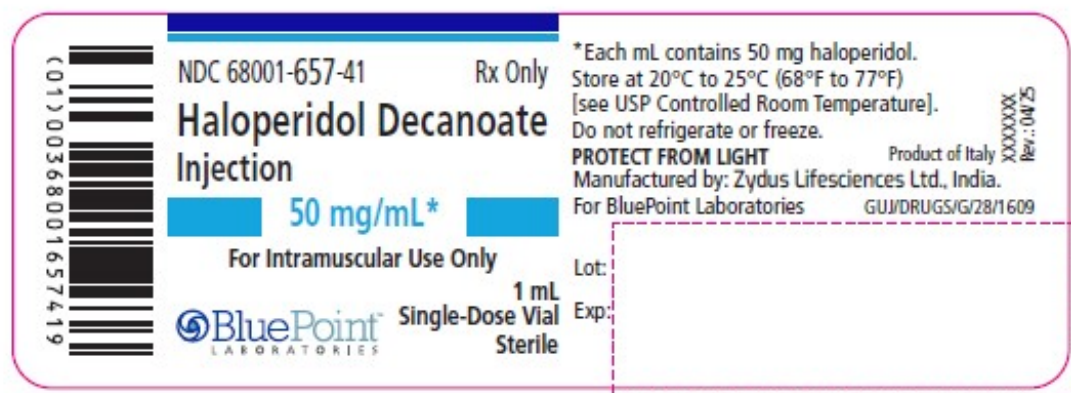 (01)00368001657419
NDC 68001-657-41 Rx Only
Haloperidol Decanoate
Injection
50 mg/mL*
For Intramuscular Use Only
1 mL
Single-Dose Vial
Sterile
BluePoint™
LABORATORIES
*Each mL contains 50 mg haloperidol.
Store at 20°C to 25°C (68°F to 77°F)
[see USP Controlled Room Temperature].
Do not refrigerate or freeze.
PROTECT FROM LIGHT Product of Italy
Manufactured by: Zydus Lifesciences Ltd., India.
For BluePoint Laboratories GUJ/DRUGS/G/28/1609
XXXXXXX
Rev.: 04/25
Lot:
Exp: